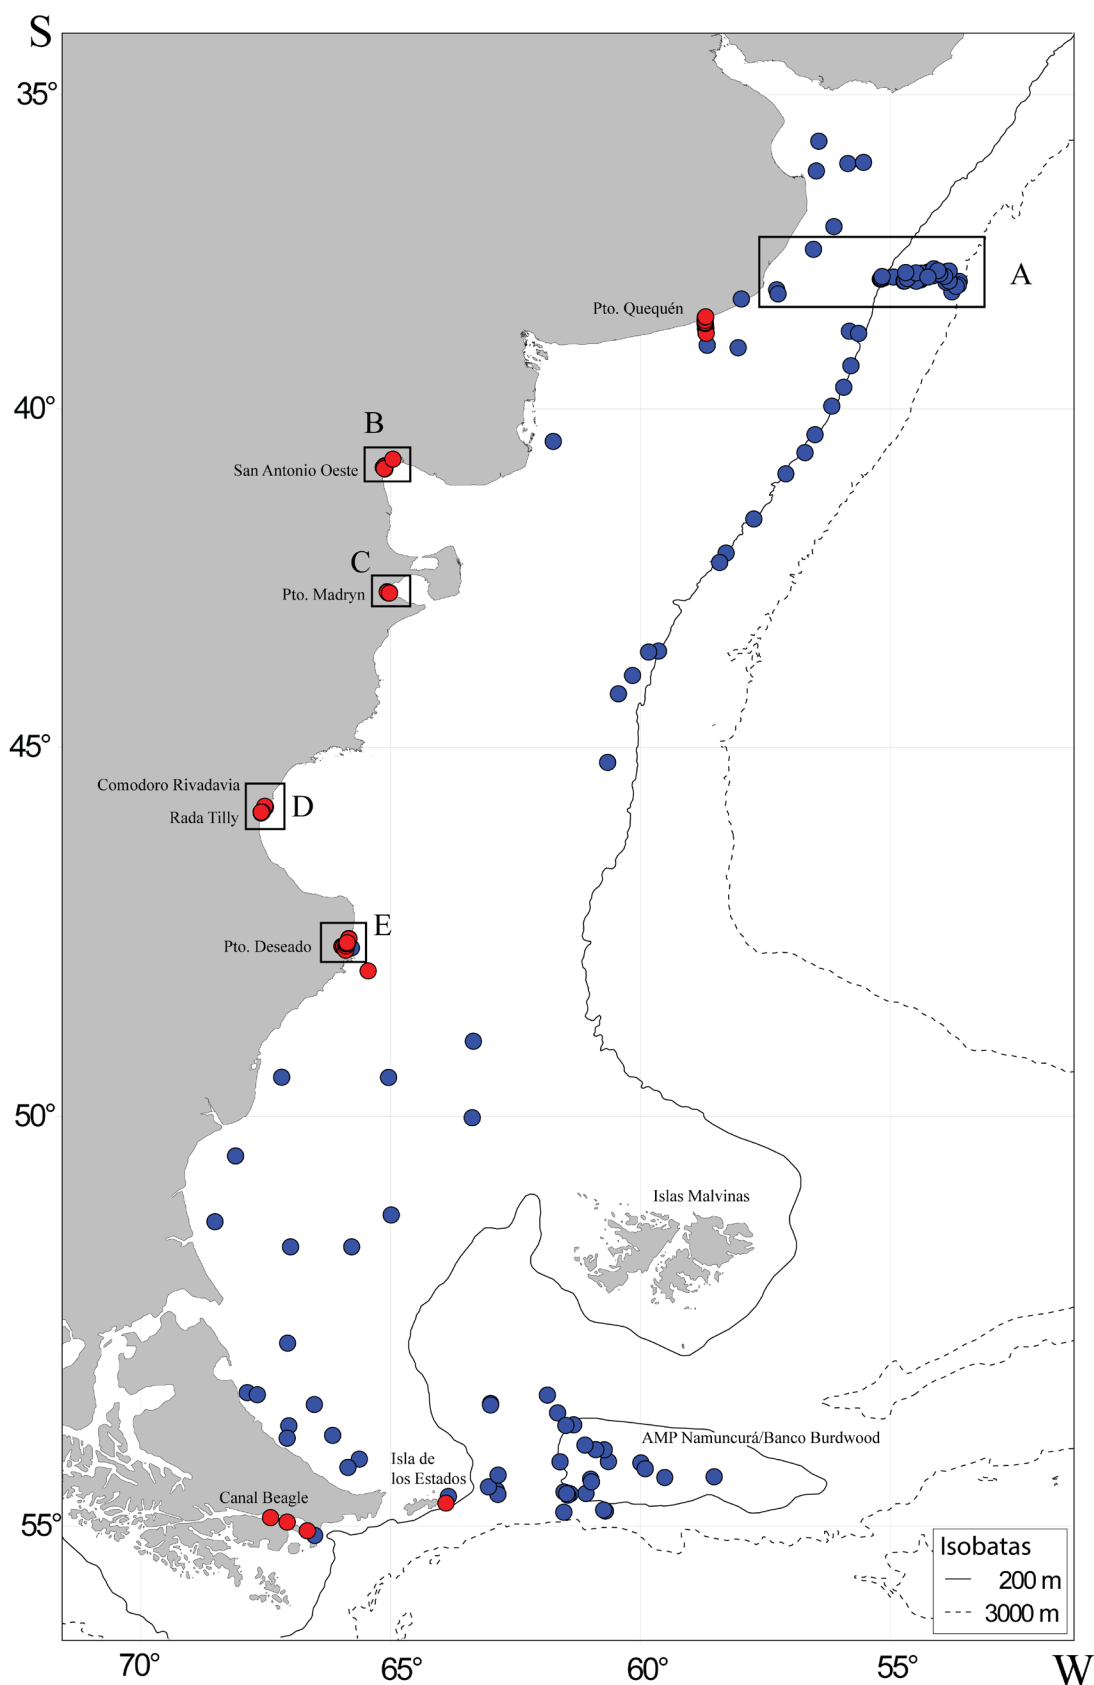 S
35°
A
Pto. Quequén
40°
B
San Antonio Oeste
C
Pto. Madryn
45°
Comodoro Rivadavia
D
Rada Tilly
E
Pto. Deseado
50°
Islas Malvinas
AMP Namuncurá/Banco Burdwood
Isla de
los Estados
Canal Beagle
55°
Isobatas
200 m
3000 m
70°
65°
60°
55°
W